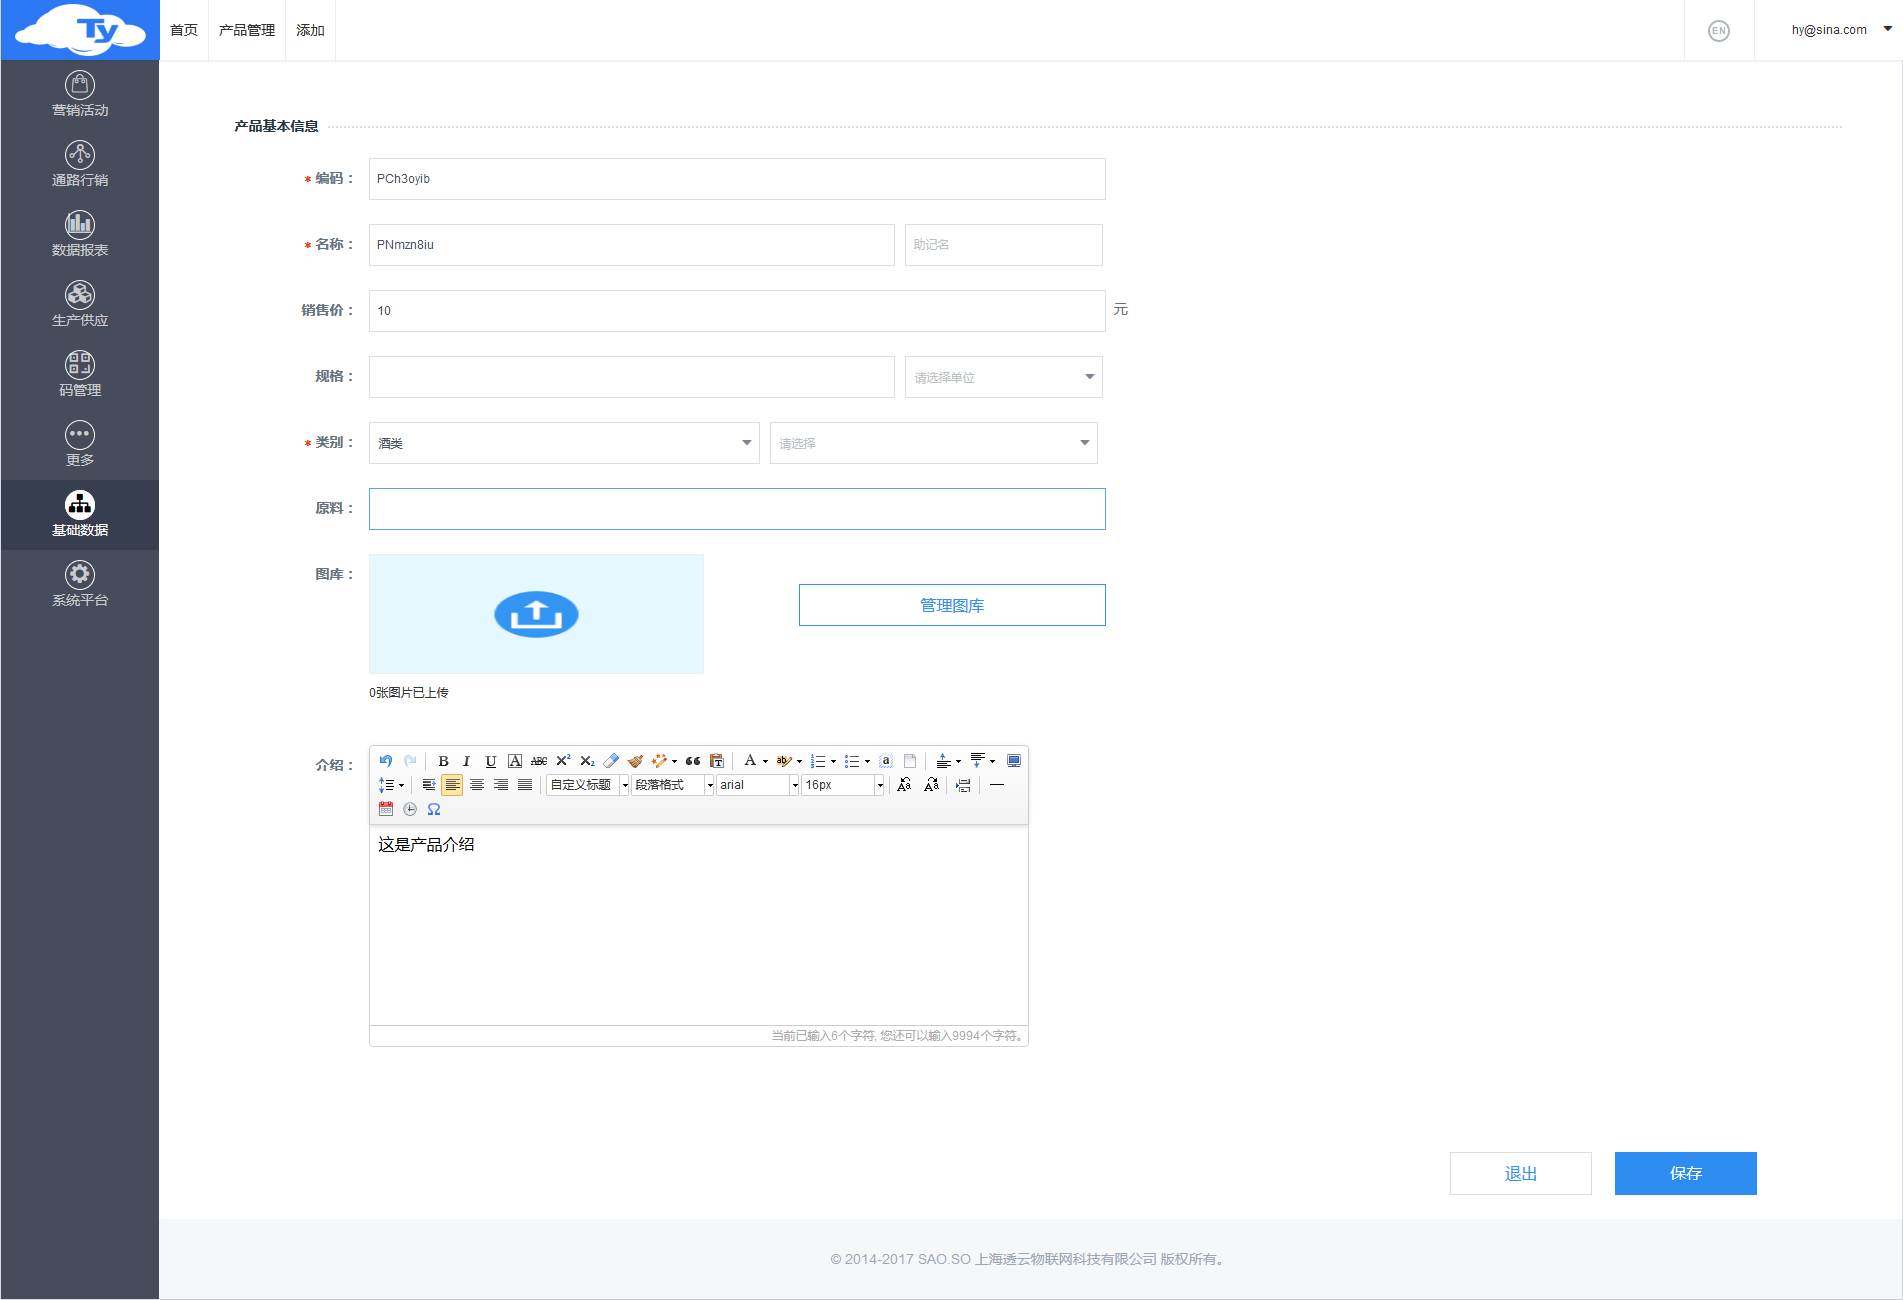 Ty 首页 产品管理 添加 EN hy@sina.com
营销活动
通路行销
数据报表
生产供应
码管理
更多
基础数据
系统平台
产品基本信息
* 编码： PCh3oyib
* 名称： PNmzn8iu 助记名
销售价： 10 元
规格： 请选择单位
* 类别： 酒类 请选择
原料：
图库： 管理图库
0张图片已上传
介绍：
B I U A ABC X² X₂ T A ab a
自定义标题 段落格式 arial 16px
Ω
这是产品介绍
当前已输入6个字符, 您还可以输入9994个字符。
退出 保存
© 2014-2017 SAO.SO 上海透云物联网科技有限公司 版权所有。